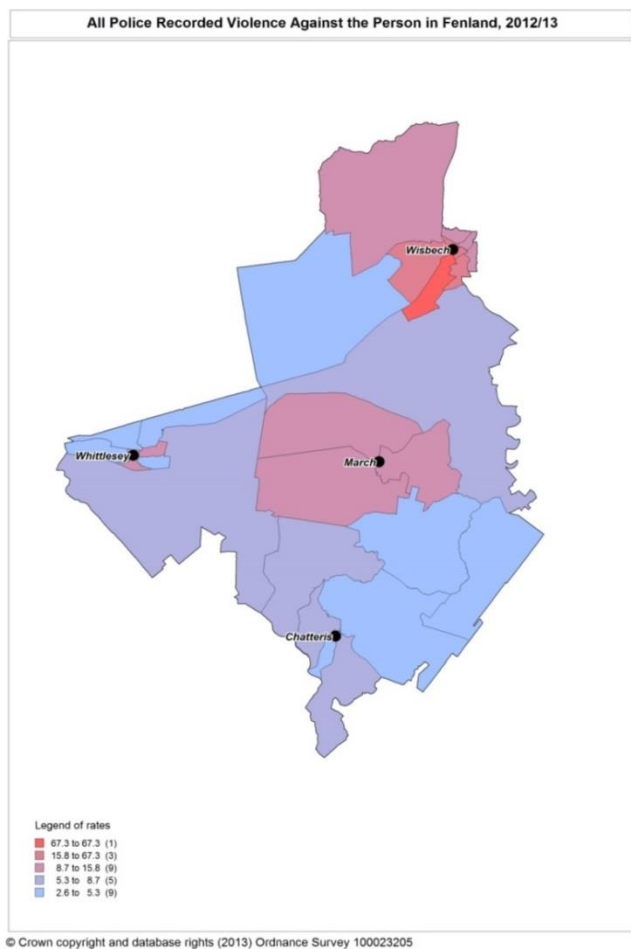 All Police Recorded Violence Against the Person in Fenland, 2012/13
Wisbech
Whittlesey
March
Chatteris
Legend of rates
67.3 to 67.3 (1)
15.8 to 67.3 (3)
8.7 to 15.8 (9)
5.3 to 8.7 (5)
2.6 to 5.3 (9)
© Crown copyright and database rights (2013) Ordnance Survey 100023205